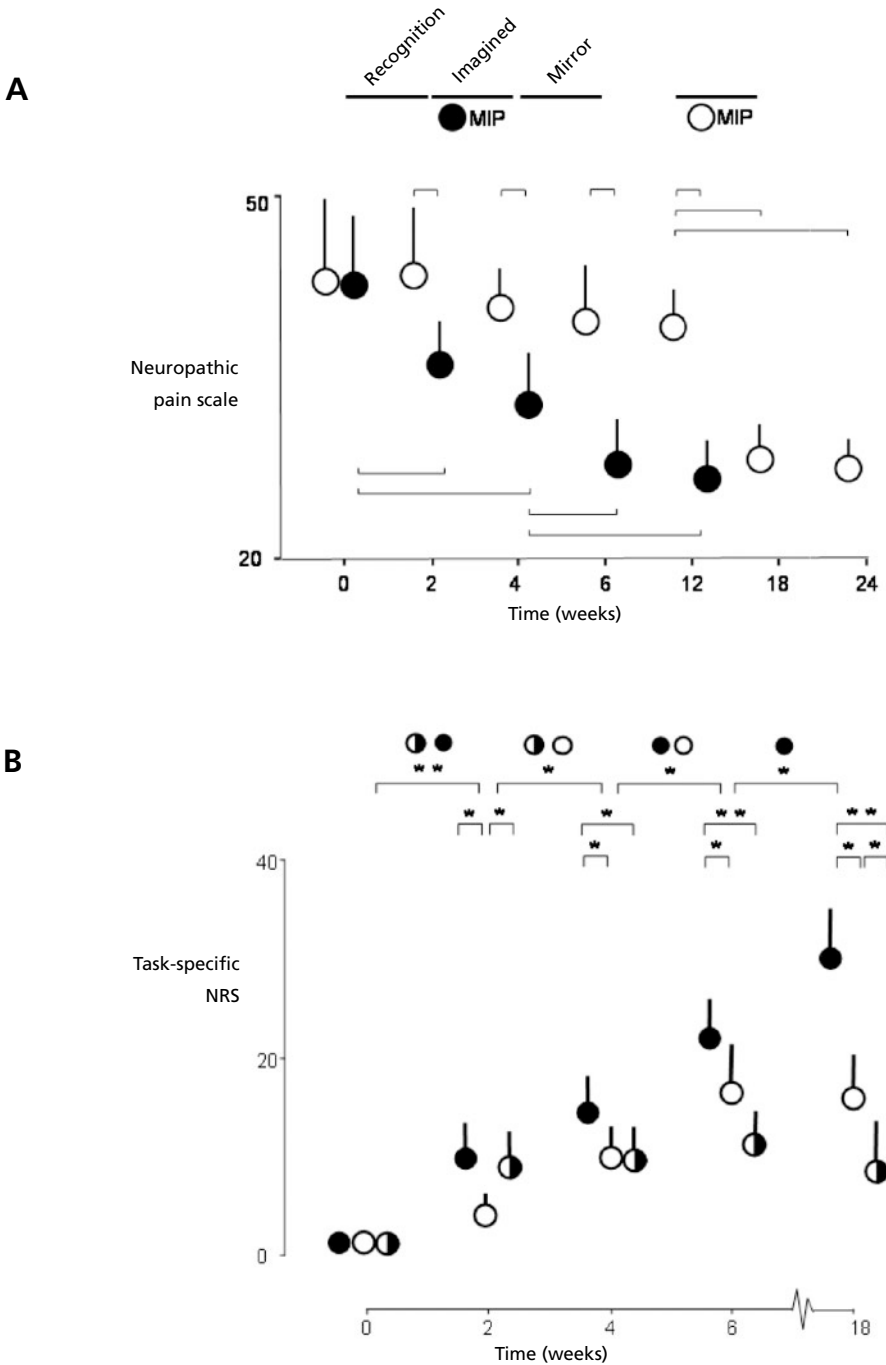 A
Recognition Imagined Mirror
MIP MIP
50
Neuropathic
pain scale
20
0 2 4 6 12 18 24
Time (weeks)
B
* * * * *
* * * * * * * *
* * * *
40
Task-specific
NRS
20
0
0 2 4 6 18
Time (weeks)